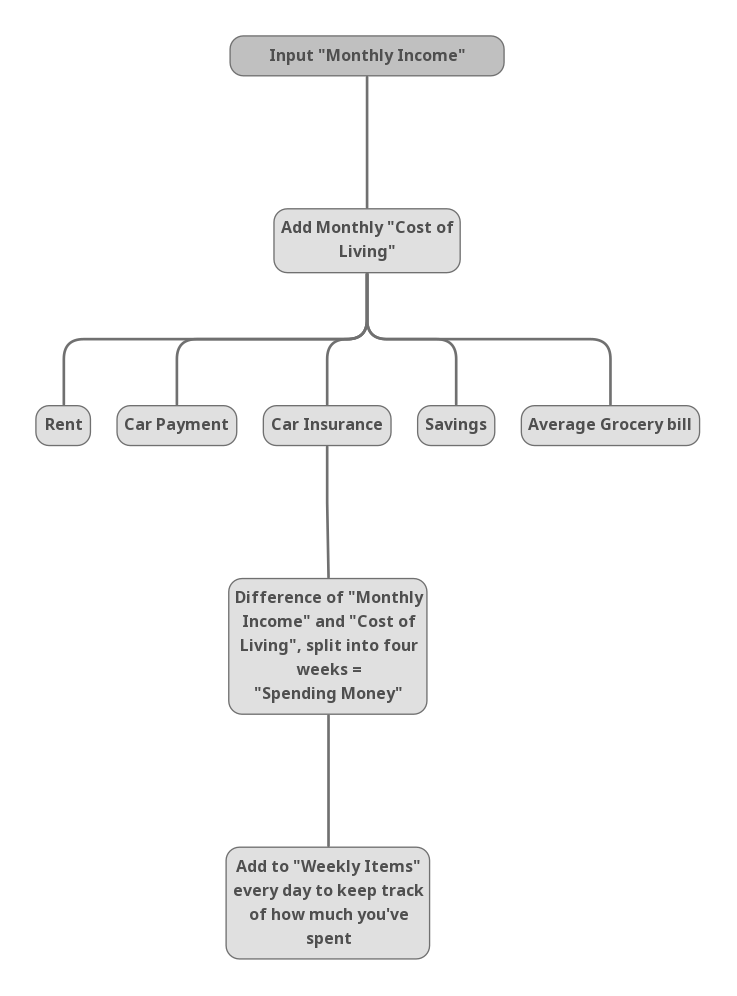 Input "Monthly Income"
Add Monthly "Cost of
Living"
Rent
Car Payment
Car Insurance
Savings
Average Grocery bill
Difference of "Monthly
Income" and "Cost of
Living", split into four
weeks =
"Spending Money"
Add to "Weekly Items"
every day to keep track
of how much you've
spent